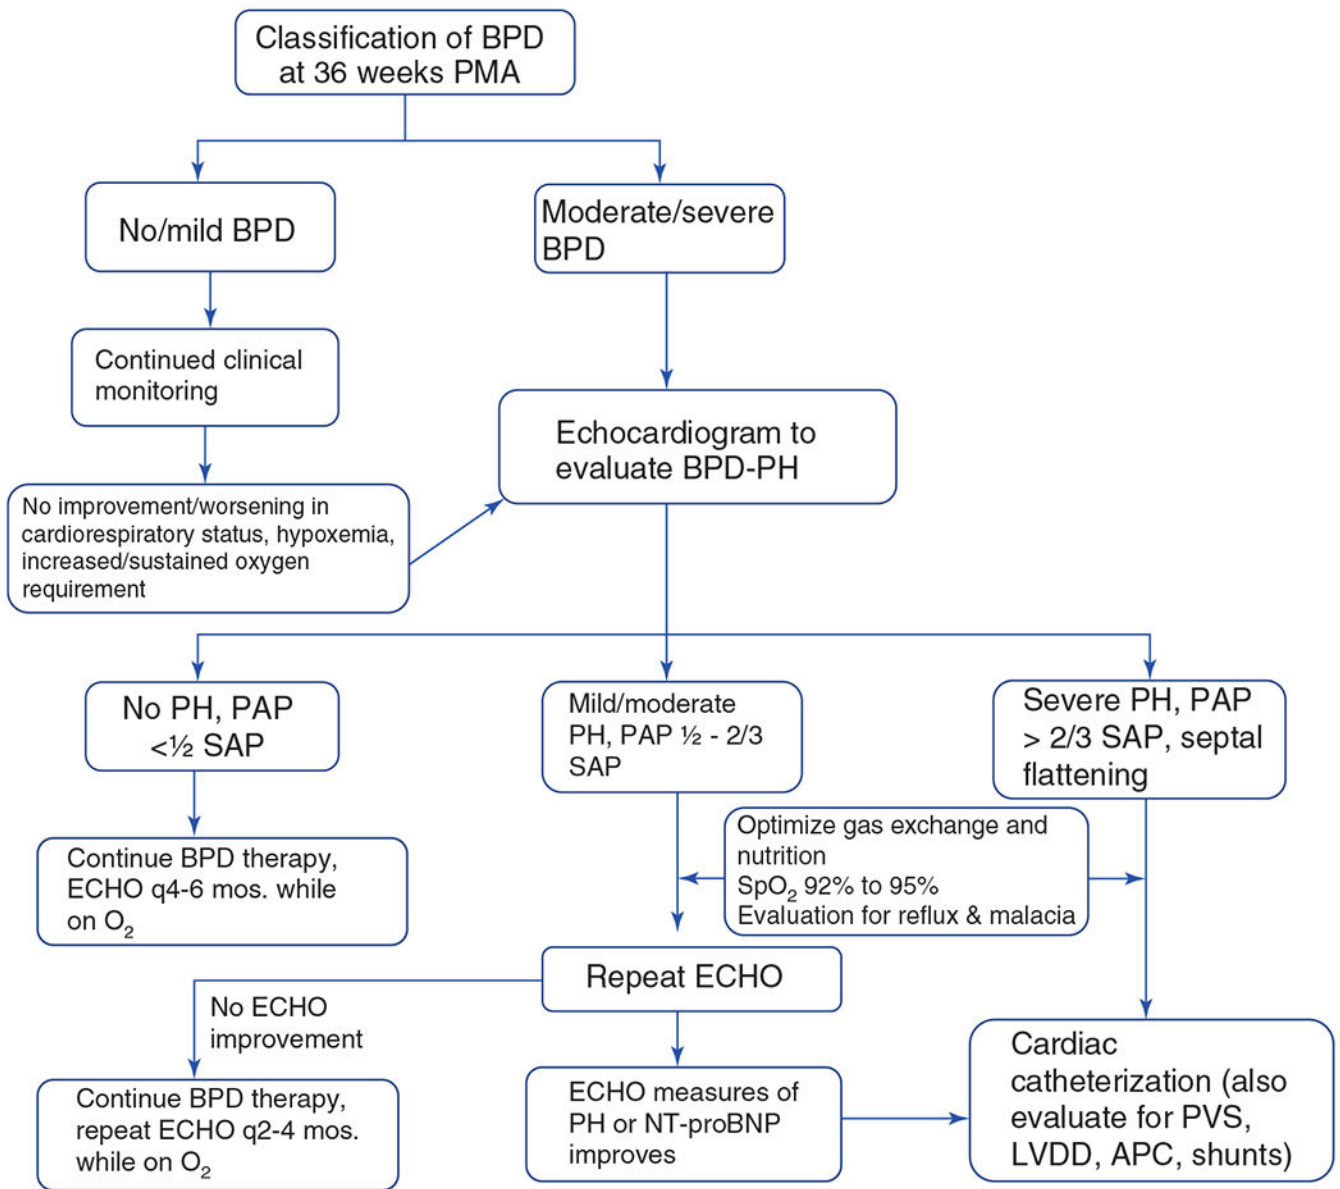 Classification of BPD
at 36 weeks PMA
No/mild BPD
Moderate/severe
BPD
Continued clinical
monitoring
Echocardiogram to
evaluate BPD-PH
No improvement/worsening in
cardiorespiratory status, hypoxemia,
increased/sustained oxygen
requirement
No PH, PAP
<½ SAP
Mild/moderate
PH, PAP ½ - 2/3
SAP
Severe PH, PAP
> 2/3 SAP, septal
flattening
Optimize gas exchange and
nutrition
SpO₂ 92% to 95%
Evaluation for reflux & malacia
Continue BPD therapy,
ECHO q4-6 mos. while
on O₂
Repeat ECHO
No ECHO
improvement
Continue BPD therapy,
repeat ECHO q2-4 mos.
while on O₂
ECHO measures of
PH or NT-proBNP
improves
Cardiac
catheterization (also
evaluate for PVS,
LVDD, APC, shunts)